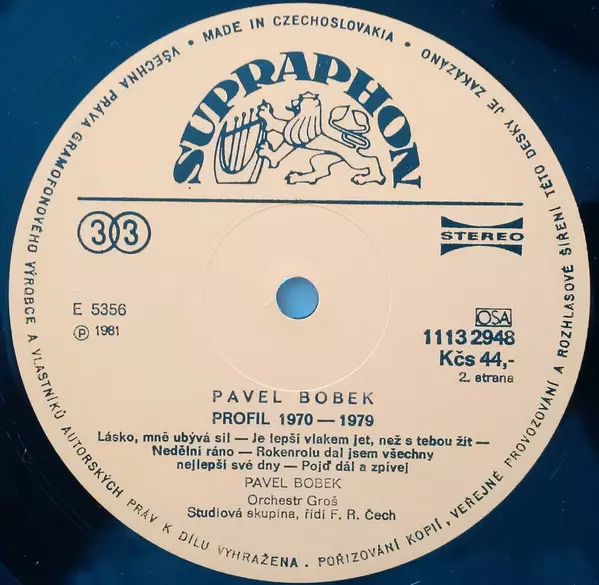 MADE IN CZECHOSLOVAKIA • VŠECHNA PRÁVA GRAMOFONOVÉHO VÝROBCE A VLASTNÍKŮ AUTORSKÝCH PRÁV K DÍLU VYHRAŽENA. POŘIZOVÁNÍ KOPIÍ, VEŘEJNÉ PROVOZOVÁNÍ A ROZHLASOVÉ ŠÍŘENÍ TÉTO DESKY JE ZAKÁZÁNO •
SUPRAPHON
33
STEREO
E 5356
Ⓟ 1981
OSA
1113 2948
Kčs 44,-
2. strana
PAVEL BOBEK
PROFIL 1970 — 1979
Lásko, mně ubývá sil — Je lepší vlakem jet, než s tebou žít —
Nedělní ráno — Rokenrolu dal jsem všechny
nejlepší své dny — Pojď dál a zpívej
PAVEL BOBEK
Orchestr Groš
Studiová skupina, řídí F. R. Čech